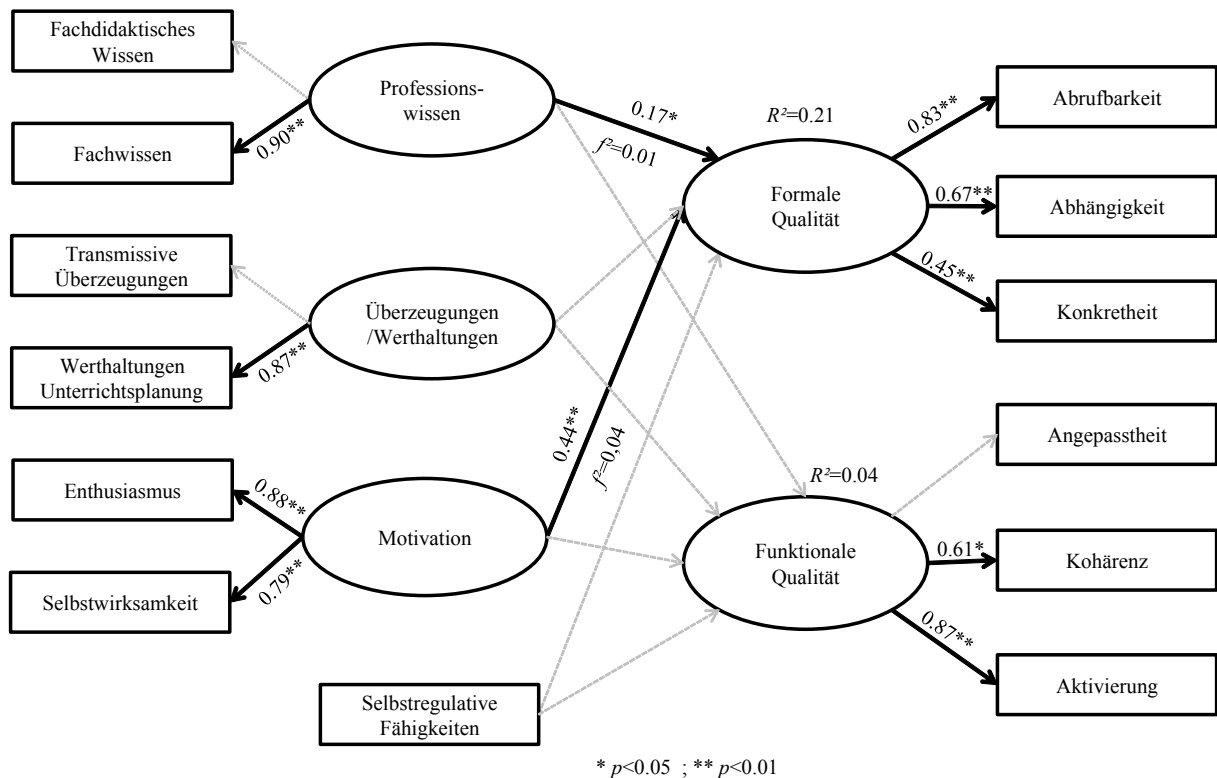 Fachdidaktisches
Wissen
Fachwissen
0.90**
Professions-
wissen
0.17*
f²=0.01
R²=0.21
Formale
Qualität
0.83**
Abrufbarkeit
0.67**
Abhängigkeit
0.45**
Konkretheit
Transmissive
Überzeugungen
Werthaltungen
Unterrichtsplanung
0.87**
Überzeugungen
/Werthaltungen
Enthusiasmus
0.88**
Selbstwirksamkeit
0.79**
Motivation
0.44**
f²=0,04
R²=0.04
Funktionale
Qualität
Angepasstheit
0.61*
Kohärenz
0.87**
Aktivierung
Selbstregulative
Fähigkeiten
* p<0.05 ; ** p<0.01